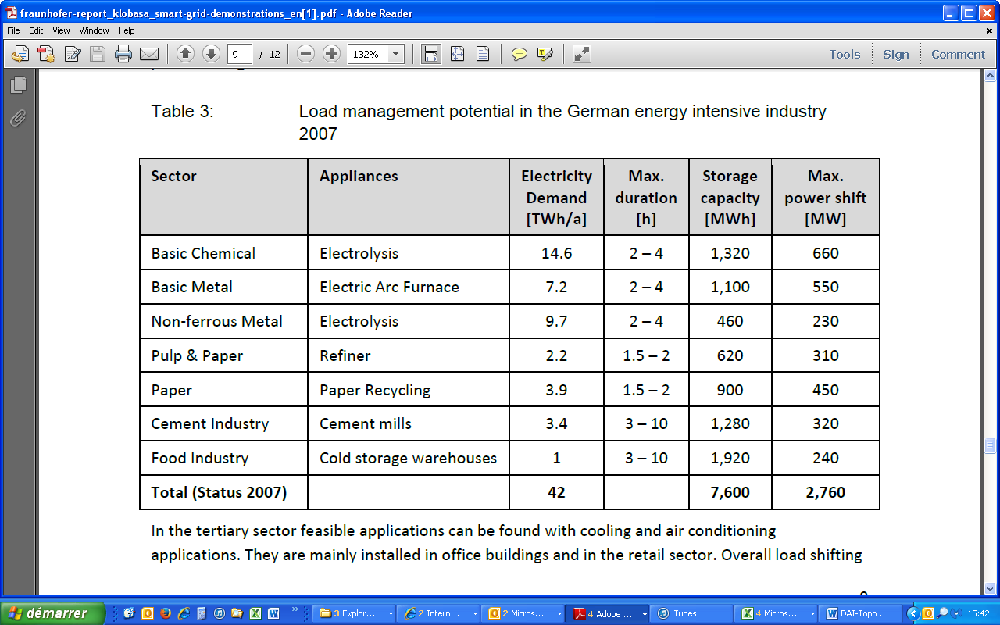 fraunhofer-report_klobasa_smart-grid-demonstrations_en[1].pdf - Adobe Reader
File Edit View Window Help
9 / 12 132% Tools Sign Comment
Table 3: Load management potential in the German energy intensive industry
2007
Sector Appliances Electricity Max. Storage Max.
Demand duration capacity power shift
[TWh/a] [h] [MWh] [MW]
Basic Chemical Electrolysis 14.6 2 – 4 1,320 660
Basic Metal Electric Arc Furnace 7.2 2 – 4 1,100 550
Non-ferrous Metal Electrolysis 9.7 2 – 4 460 230
Pulp & Paper Refiner 2.2 1.5 – 2 620 310
Paper Paper Recycling 3.9 1.5 – 2 900 450
Cement Industry Cement mills 3.4 3 – 10 1,280 320
Food Industry Cold storage warehouses 1 3 – 10 1,920 240
Total (Status 2007) 42 7,600 2,760
In the tertiary sector feasible applications can be found with cooling and air conditioning
applications. They are mainly installed in office buildings and in the retail sector. Overall load shifting
démarrer 3 Explor... 2 Intern... 2 Micros... 4 Adobe ... iTunes 4 Micros... DAI-Topo ... 15:42